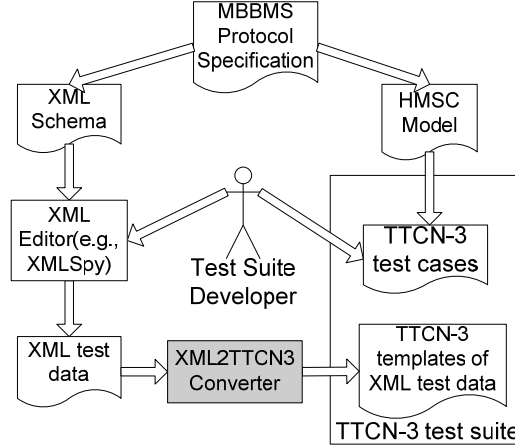 MBBMS
Protocol
Specification
XML
Schema
HMSC
Model
XML
Editor(e.g.,
XMLSpy)
Test Suite
Developer
TTCN-3
test cases
XML test
data
XML2TTCN3
Converter
TTCN-3
templates of
XML test data
TTCN-3 test suite